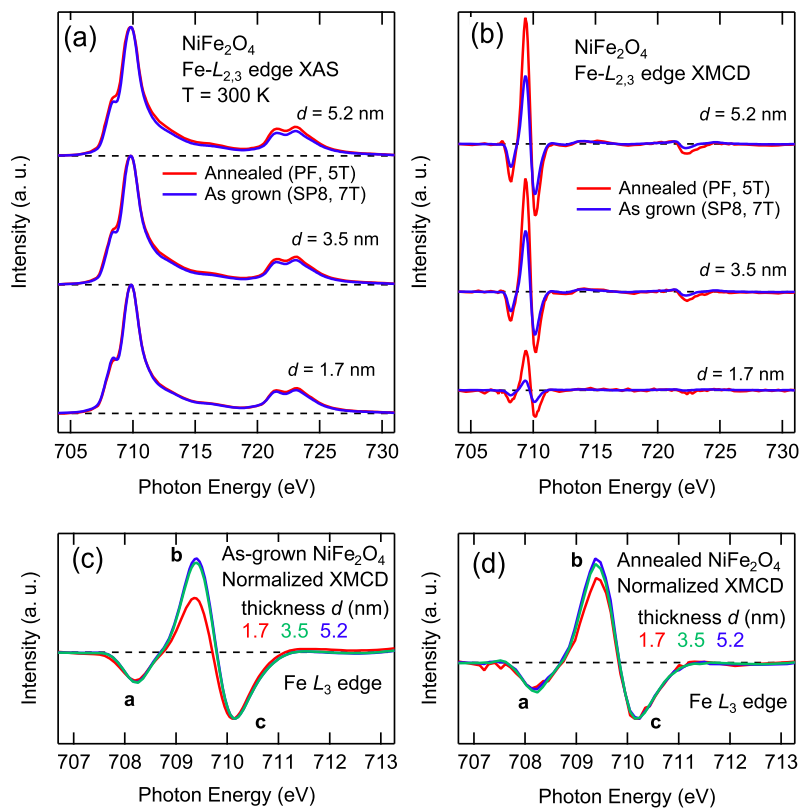 (a)
NiFe2O4
Fe-L2,3 edge XAS
T = 300 K
d = 5.2 nm
Annealed (PF, 5T)
As grown (SP8, 7T)
d = 3.5 nm
d = 1.7 nm
Intensity (a. u.)
705 710 715 720 725 730
Photon Energy (eV)
(b)
NiFe2O4
Fe-L2,3 edge XMCD
d = 5.2 nm
Annealed (PF, 5T)
As grown (SP8, 7T)
d = 3.5 nm
d = 1.7 nm
Intensity (a. u.)
705 710 715 720 725 730
Photon Energy (eV)
(c)
b
As-grown NiFe2O4
Normalized XMCD
thickness d (nm)
1.7 3.5 5.2
Fe L3 edge
a
c
Intensity (a. u.)
707 708 709 710 711 712 713
Photon Energy (eV)
(d)
b
Annealed NiFe2O4
Normalized XMCD
thickness d (nm)
1.7 3.5 5.2
Fe L3 edge
a
c
Intensity (a. u.)
707 708 709 710 711 712 713
Photon Energy (eV)